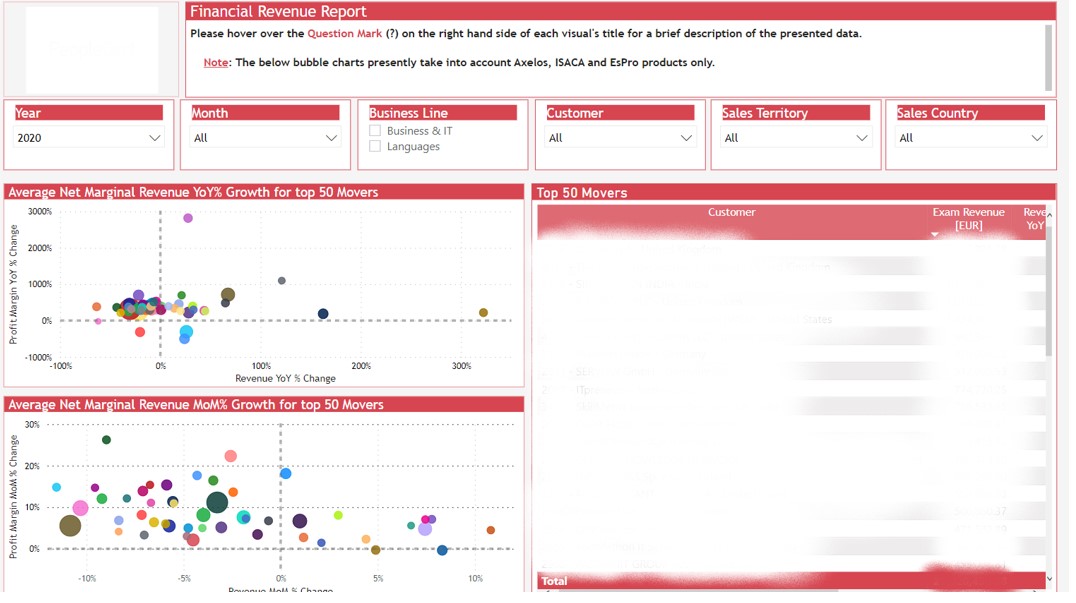 Financial Revenue Report
Please hover over the Question Mark (?) on the right hand side of each visual's title for a brief description of the presented data.
Note: The below bubble charts presently take into account Axelos, ISACA and EsPro products only.
Year
2020
Month
All
Business Line
Business & IT
Languages
Customer
All
Sales Territory
All
Sales Country
All
Average Net Marginal Revenue YoY% Growth for top 50 Movers
Profit Margin YoY % Change
3000%
2000%
1000%
0%
-1000%
-100%
0%
100%
200%
300%
Revenue YoY % Change
Average Net Marginal Revenue MoM% Growth for top 50 Movers
Profit Margin MoM % Change
30%
20%
10%
0%
-10%
-5%
0%
5%
10%
Revenue MoM % Change
Top 50 Movers
Customer
Exam Revenue
[EUR]
Reve
YoY
Total